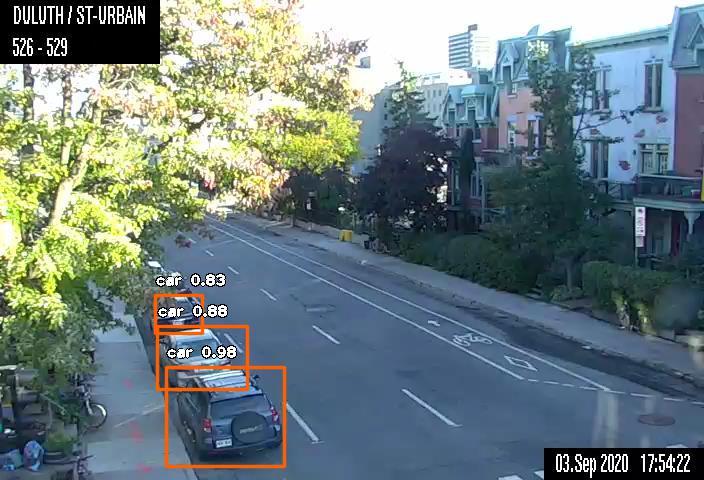 DULUTH / ST-URBAIN
526 - 529
car 0.83
car 0.88
car 0.98
03.Sep 2020 17:54:22